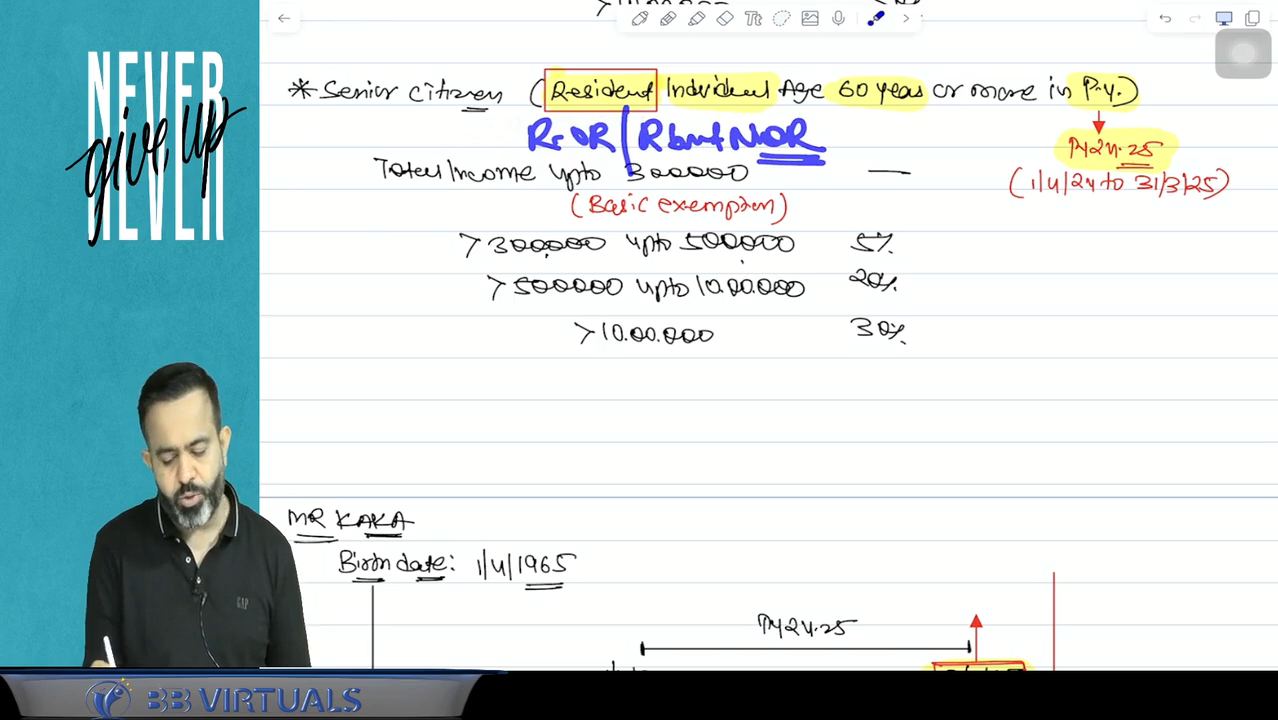 NEVER
give up
NEVER
* Senior citizen (Resident Individual Age 60 years or more in P.Y.)
R-OR | R but NOR
PY 24.25
Total Income upto 300000 —
(1/4/24 to 31/3/25)
(Basic exemption)
> 300000 upto 500000 5%
> 500000 upto 10,00,000 20%
> 10,00,000 30%
MR KAKA
Birth date: 1/4/1965
PY 24.25
GAP
BB VIRTUALS